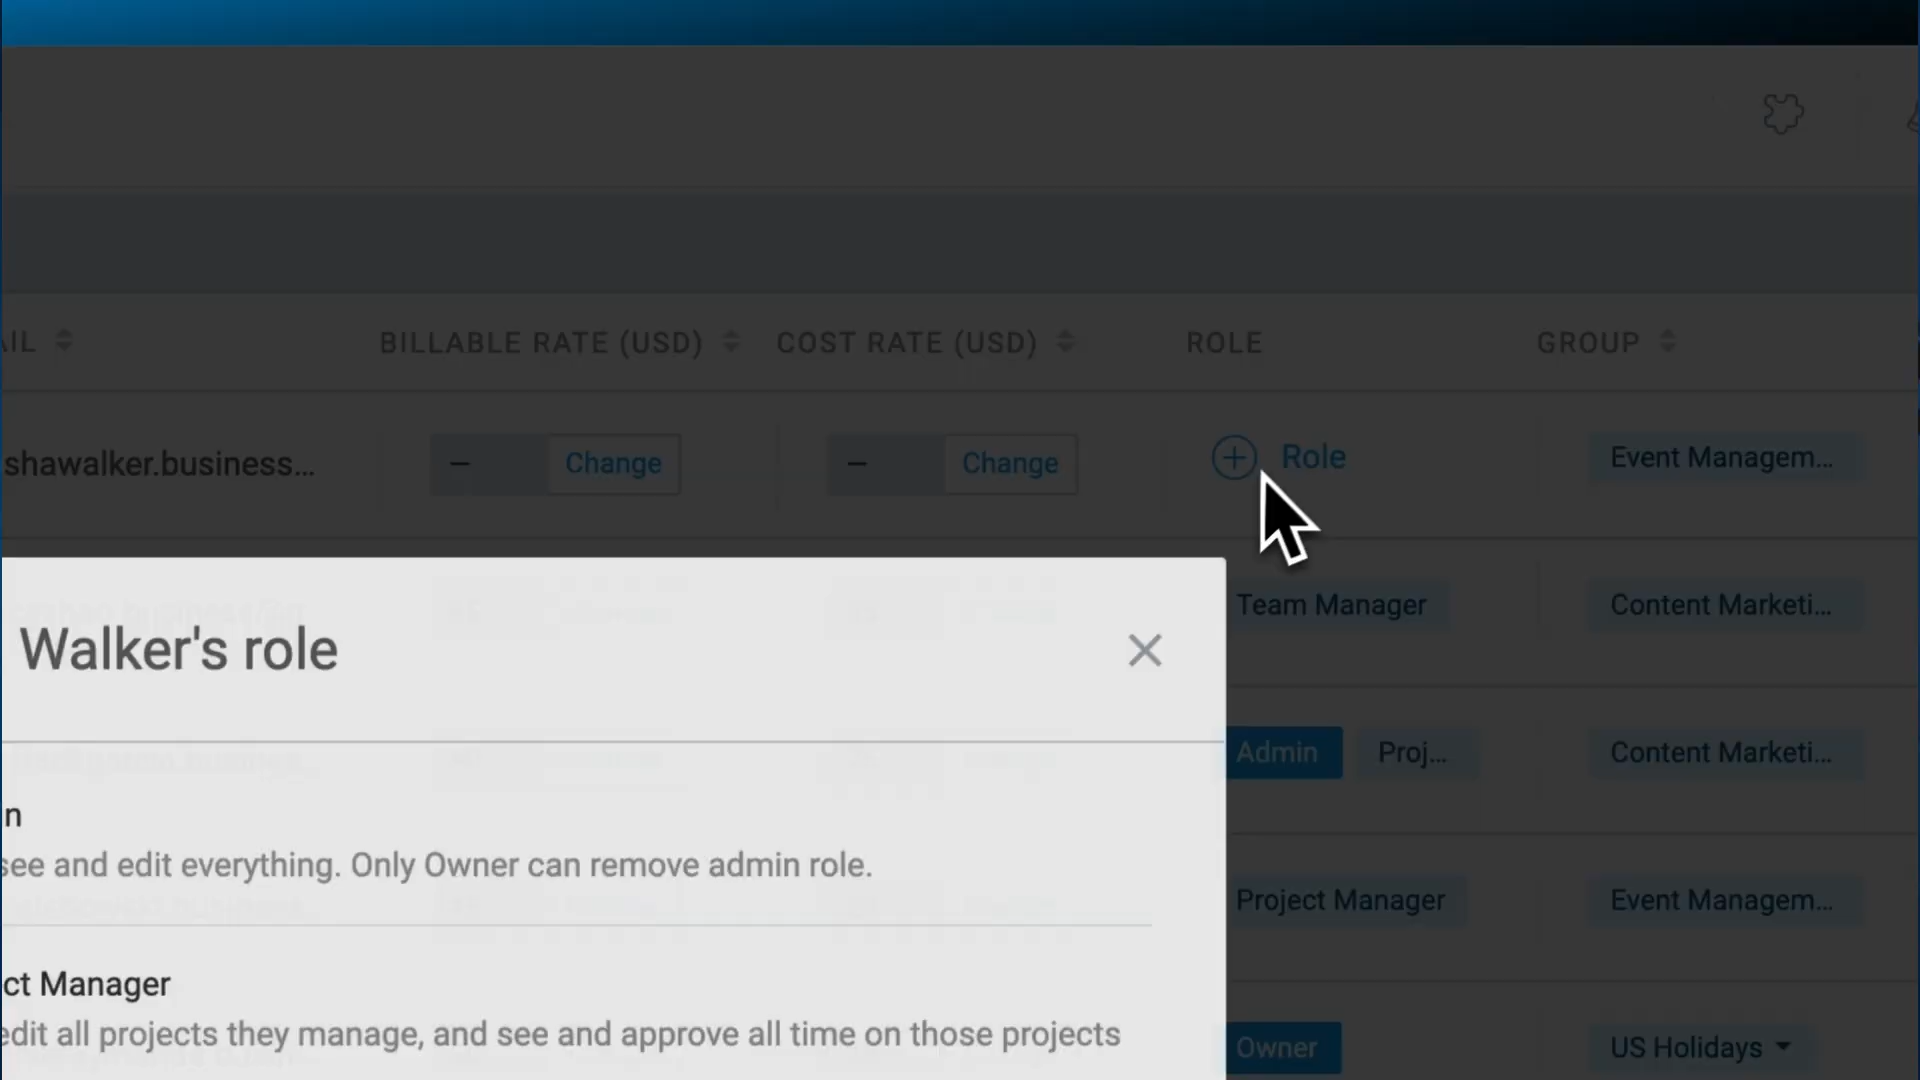 AIL BILLABLE RATE (USD) COST RATE (USD) ROLE GROUP
shawalker.business... – Change – Change Role Event Managem...
Team Manager Content Marketi...
Walker's role
Admin Proj... Content Marketi...
n
see and edit everything. Only Owner can remove admin role.
Project Manager Event Managem...
ct Manager
edit all projects they manage, and see and approve all time on those projects
Owner US Holidays